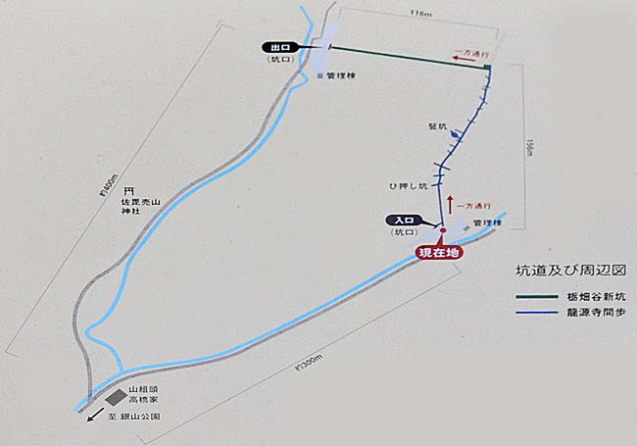 116m
出口
(坑口)
一方通行
管理棟
竪坑
156m
ひ押し坑
約400m
佐毘売山
神社
一方通行
入口
(坑口)
管理棟
現在地
坑道及び周辺図
栃畑谷新坑
龍源寺間歩
約300m
山組頭
高橋家
至 銀山公園